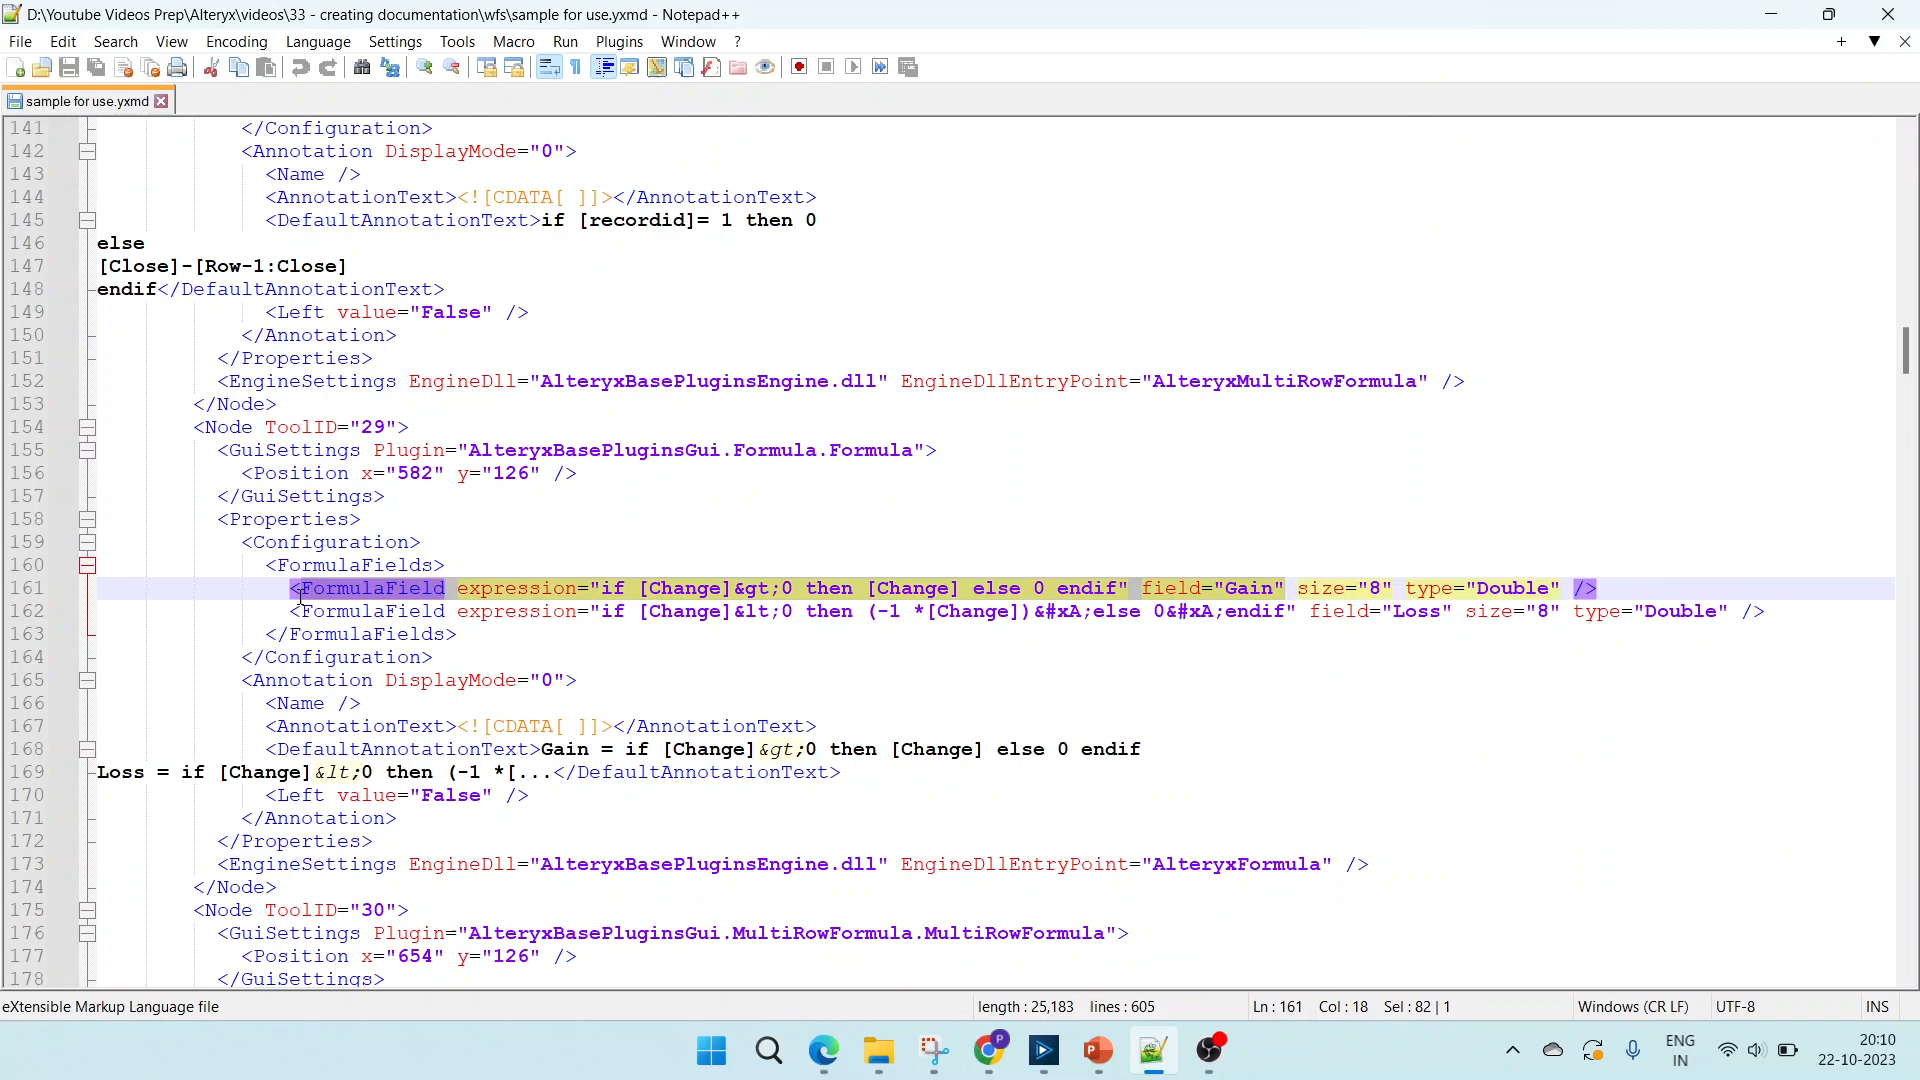 D:\Youtube Videos Prep\Alteryx\videos\33 - creating documentation\wfs\sample for use.yxmd - Notepad++
File Edit Search View Encoding Language Settings Tools Macro Run Plugins Window ?
sample for use.yxmd
141 </Configuration>
142 <Annotation DisplayMode="0">
143 <Name />
144 <AnnotationText><![CDATA[ ]]></AnnotationText>
145 <DefaultAnnotationText>if [recordid]= 1 then 0
146 else
147 [Close]-[Row-1:Close]
148 endif</DefaultAnnotationText>
149 <Left value="False" />
150 </Annotation>
151 </Properties>
152 <EngineSettings EngineDll="AlteryxBasePluginsEngine.dll" EngineDllEntryPoint="AlteryxMultiRowFormula" />
153 </Node>
154 <Node ToolID="29">
155 <GuiSettings Plugin="AlteryxBasePluginsGui.Formula.Formula">
156 <Position x="582" y="126" />
157 </GuiSettings>
158 <Properties>
159 <Configuration>
160 <FormulaFields>
161 <FormulaField expression="if [Change]&gt;0 then [Change] else 0 endif" field="Gain" size="8" type="Double" />
162 <FormulaField expression="if [Change]&lt;0 then (-1 *[Change])&#xA;else 0&#xA;endif" field="Loss" size="8" type="Double" />
163 </FormulaFields>
164 </Configuration>
165 <Annotation DisplayMode="0">
166 <Name />
167 <AnnotationText><![CDATA[ ]]></AnnotationText>
168 <DefaultAnnotationText>Gain = if [Change]&gt;0 then [Change] else 0 endif
169 Loss = if [Change]&lt;0 then (-1 *[...</DefaultAnnotationText>
170 <Left value="False" />
171 </Annotation>
172 </Properties>
173 <EngineSettings EngineDll="AlteryxBasePluginsEngine.dll" EngineDllEntryPoint="AlteryxFormula" />
174 </Node>
175 <Node ToolID="30">
176 <GuiSettings Plugin="AlteryxBasePluginsGui.MultiRowFormula.MultiRowFormula">
177 <Position x="654" y="126" />
178 </GuiSettings>
eXtensible Markup Language file length : 25,183 lines : 605 Ln : 161 Col : 18 Sel : 82 | 1 Windows (CR LF) UTF-8 INS
P
ENG
IN
20:10
22-10-2023